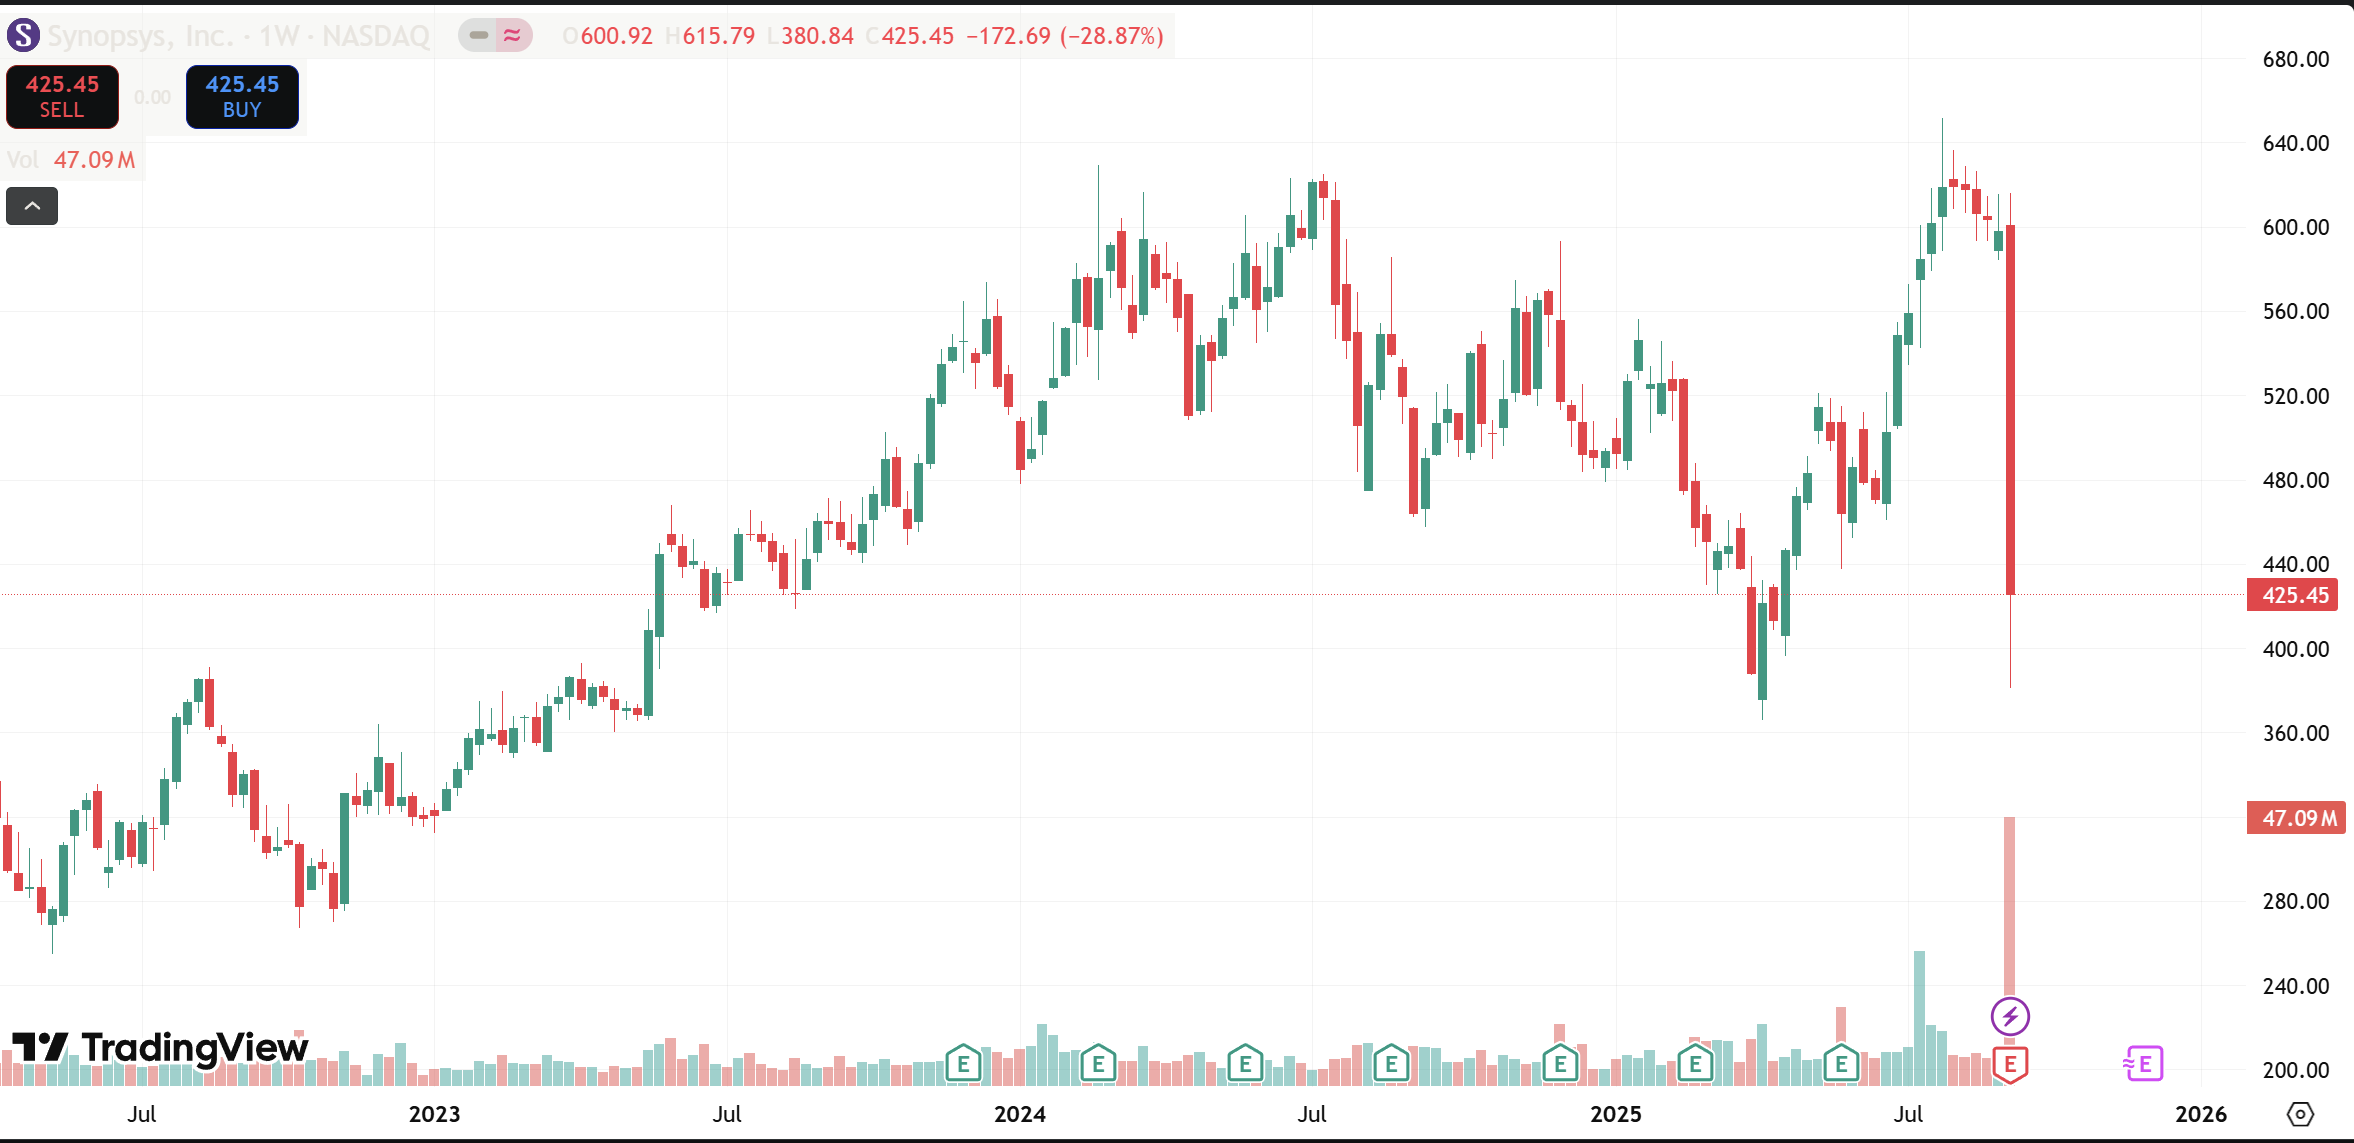 S Synopsys, Inc. · 1W · NASDAQ O600.92 H615.79 L380.84 C425.45 −172.69 (−28.87%)
425.45 SELL
0.00
425.45 BUY
Vol 47.09 M
680.00
640.00
600.00
560.00
520.00
480.00
440.00
425.45
400.00
360.00
47.09 M
280.00
240.00
200.00
TradingView
E E E E E E E E E
Jul 2023 Jul 2024 Jul 2025 Jul 2026